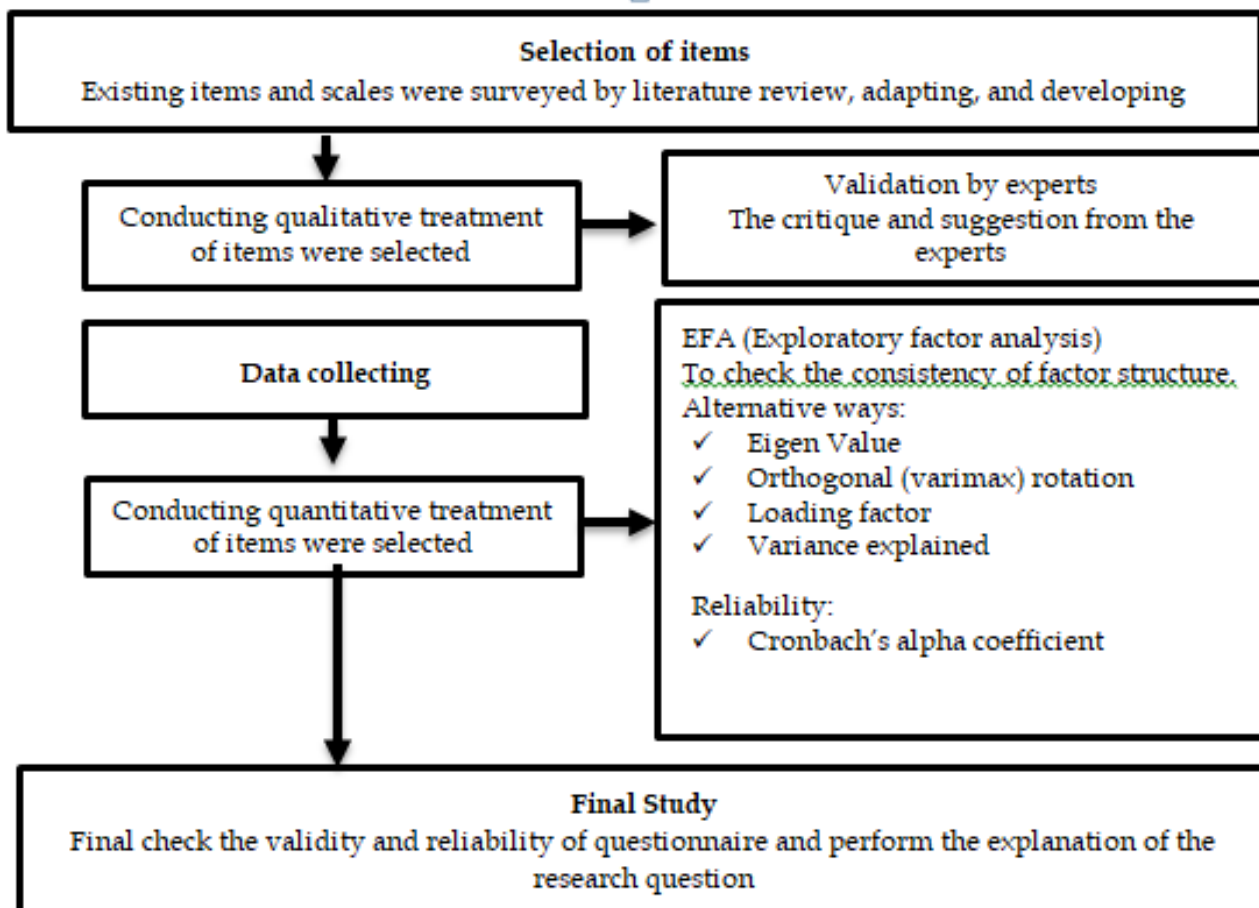 Selection of items
Existing items and scales were surveyed by literature review, adapting, and developing
Conducting qualitative treatment
of items were selected
Validation by experts
The critique and suggestion from the
experts
Data collecting
EFA (Exploratory factor analysis)
To check the consistency of factor structure.
Alternative ways:
✓ Eigen Value
✓ Orthogonal (varimax) rotation
✓ Loading factor
✓ Variance explained
Conducting quantitative treatment
of items were selected
Reliability:
✓ Cronbach's alpha coefficient
Final Study
Final check the validity and reliability of questionnaire and perform the explanation of the
research question